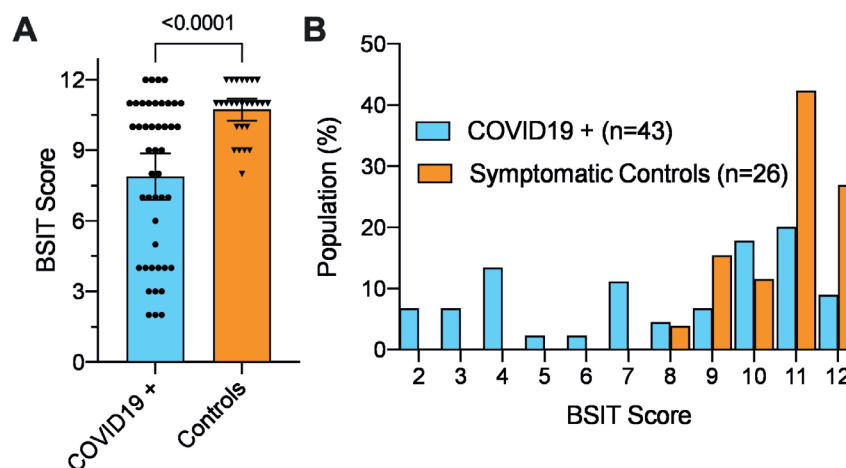 A
<0.0001
BSIT Score
12
9
6
3
0
COVID19 +
Controls
B
Population (%)
50
40
30
20
10
0
COVID19 + (n=43)
Symptomatic Controls (n=26)
2 3 4 5 6 7 8 9 10 11 12
BSIT Score